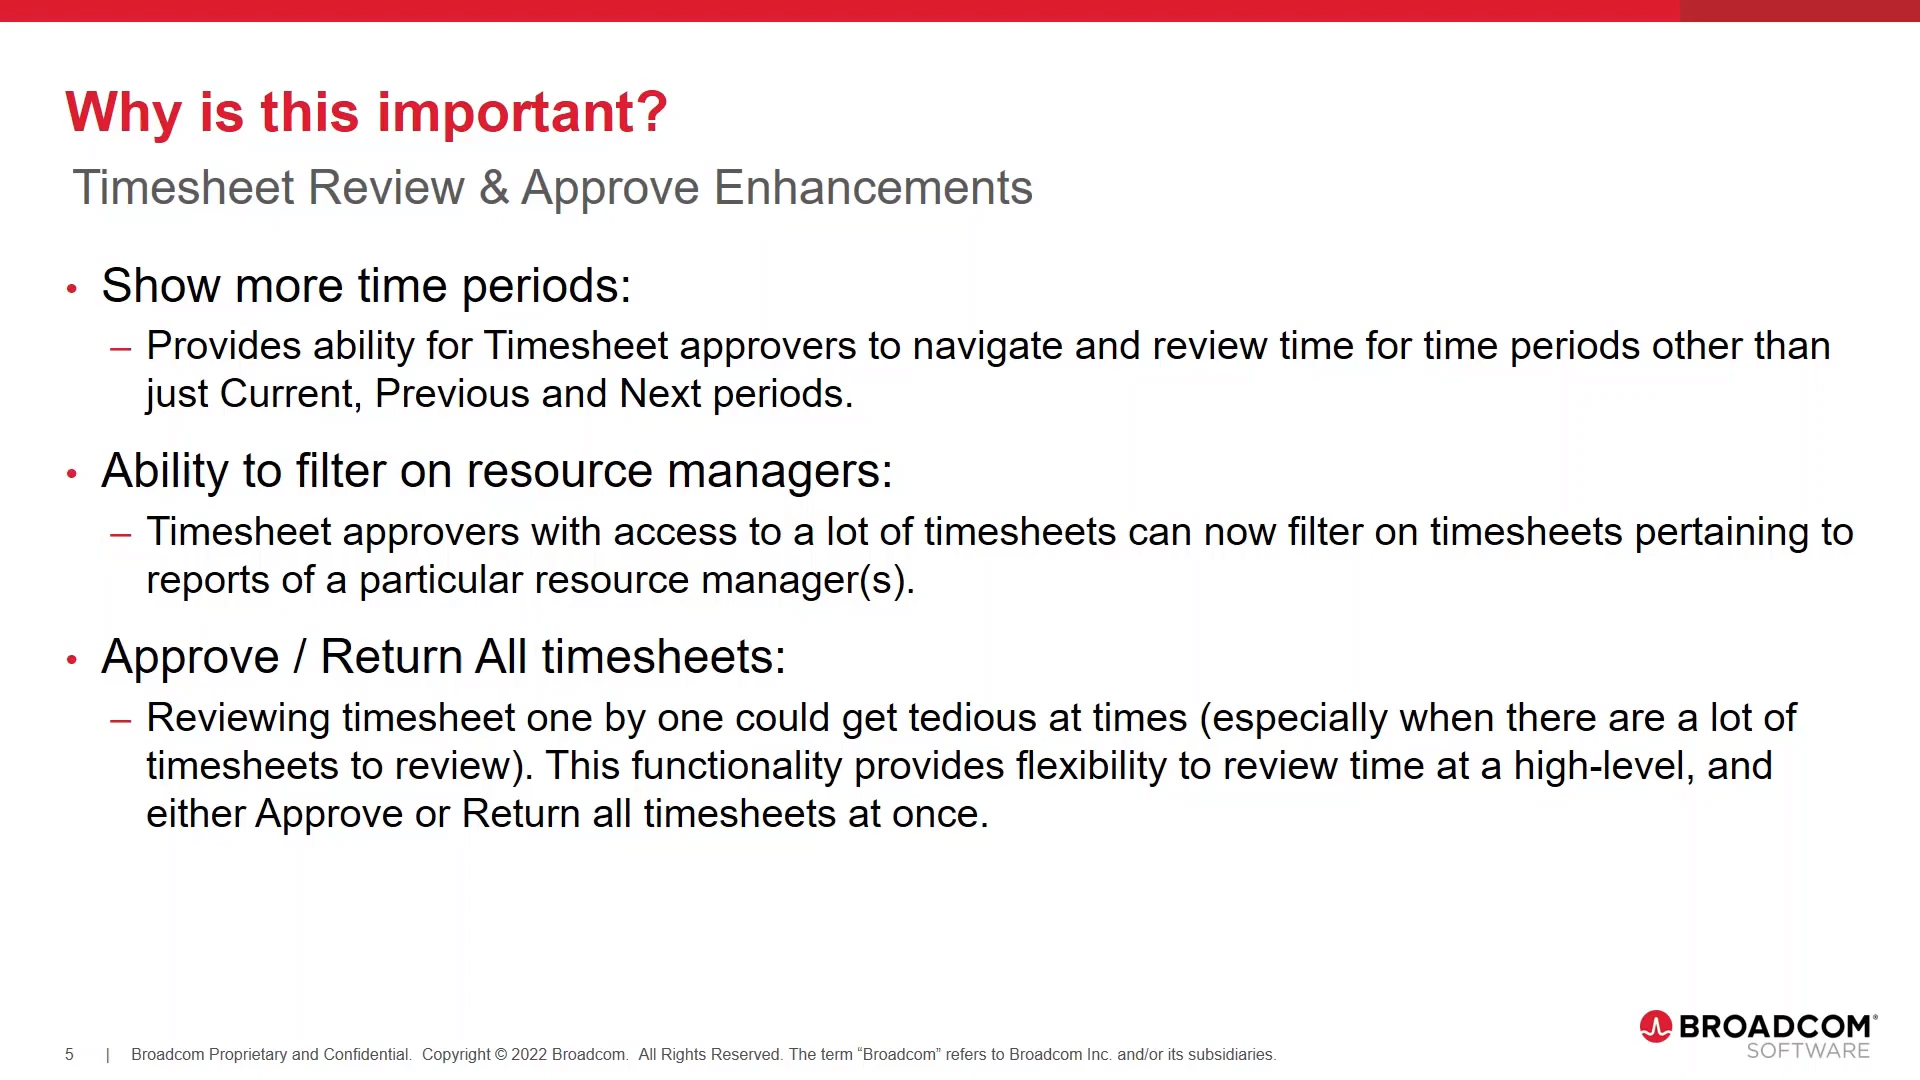 Why is this important?
Timesheet Review & Approve Enhancements
• Show more time periods:
– Provides ability for Timesheet approvers to navigate and review time for time periods other than
just Current, Previous and Next periods.
• Ability to filter on resource managers:
– Timesheet approvers with access to a lot of timesheets can now filter on timesheets pertaining to
reports of a particular resource manager(s).
• Approve / Return All timesheets:
– Reviewing timesheet one by one could get tedious at times (especially when there are a lot of
timesheets to review). This functionality provides flexibility to review time at a high-level, and
either Approve or Return all timesheets at once.
BROADCOM®
SOFTWARE
5 | Broadcom Proprietary and Confidential. Copyright © 2022 Broadcom. All Rights Reserved. The term “Broadcom” refers to Broadcom Inc. and/or its subsidiaries.